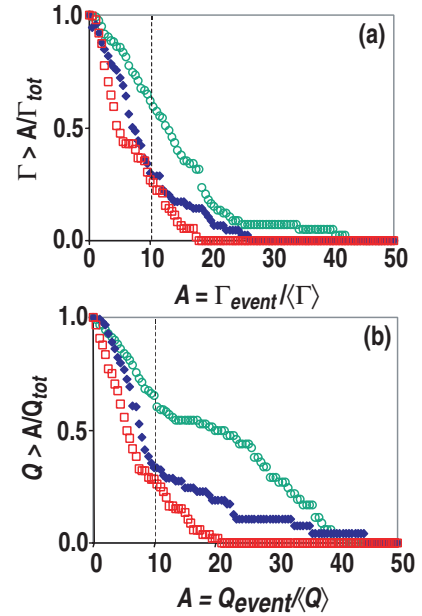 (a)
Γ > A/Γtot
1.0
0.5
0.0
0 10 20 30 40 50
A = Γevent/⟨Γ⟩
(b)
Q > A/Qtot
1.0
0.5
0.0
0 10 20 30 40 50
A = Qevent/⟨Q⟩